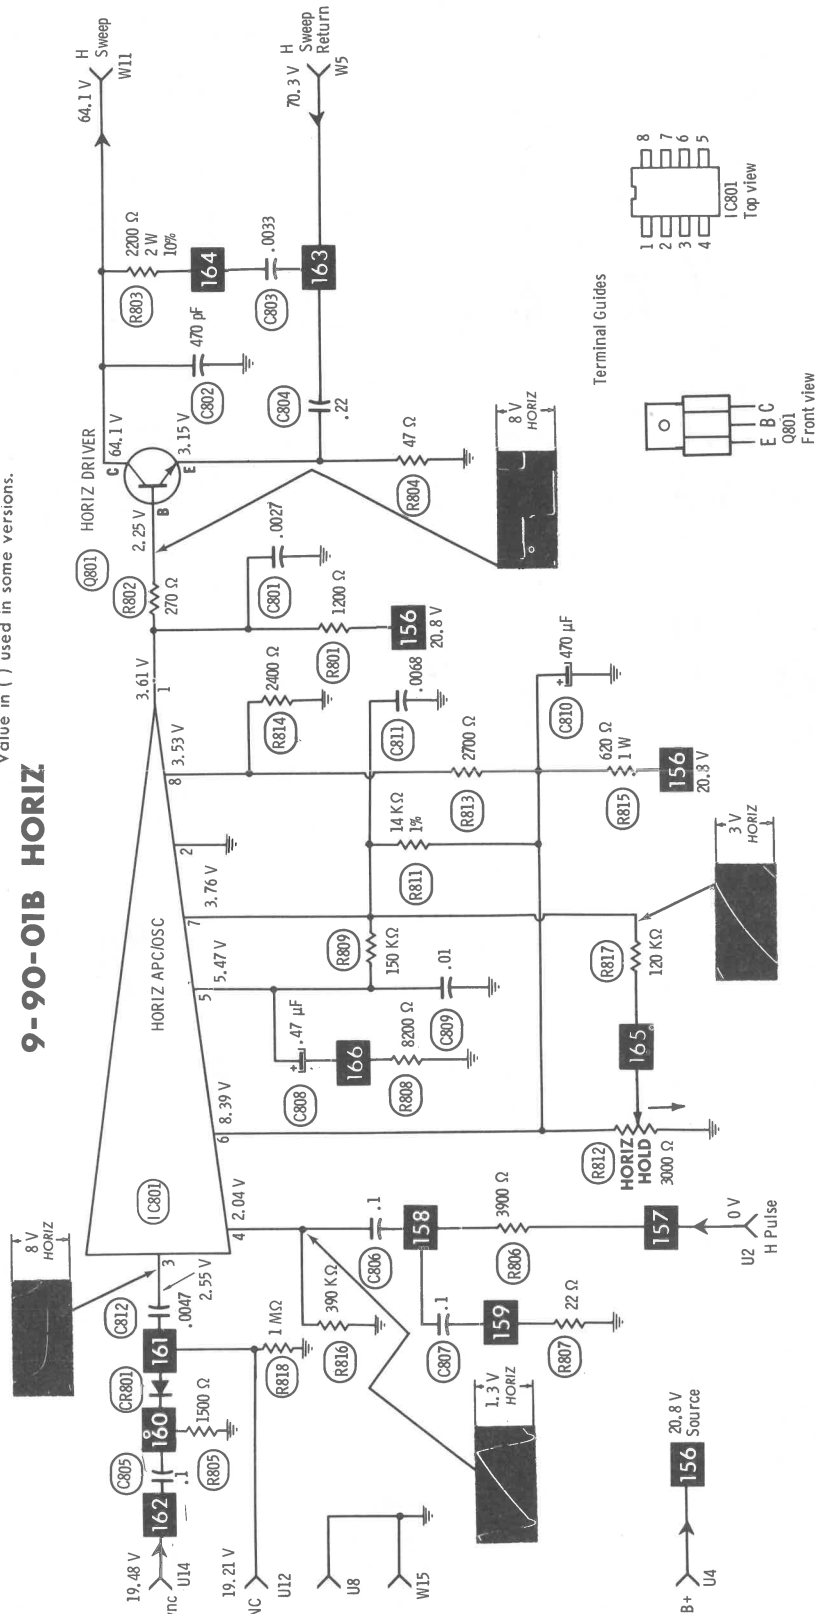 Value in ( ) used in some versions.
9-90-01B HORIZ
H
Sweep
W11
64.1 V
H
Sweep
Return
W5
70.3 V
2200 Ω
2 W
10%
R803
164
.0033
C803
163
470 pF
C802
C804
.22
HORIZ DRIVER
Q801
64.1 V
C
3.15 V
E
B
2.25 V
R802
270 Ω
47 Ω
R804
8 V
HORIZ
.0027
C801
1200 Ω
R801
156
20.8 V
3.61 V
1
3.53 V
8
2400 Ω
R814
.0068
C811
470 µF
C810
+
2700 Ω
R813
620 Ω
1 W
R815
156
20.8 V
2
14 KΩ
1%
R811
3.76 V
7
HORIZ APC/OSC
IC801
5.47 V
5
R809
150 KΩ
.01
C809
.47 µF
+
C808
166
8200 Ω
R808
R817
120 KΩ
165
3 V
HORIZ
8.39 V
6
R812
HORIZ
HOLD
3000 Ω
2.04 V
4
.1
C806
158
3900 Ω
R806
157
0 V
U2
H Pulse
390 KΩ
R816
.1
C807
159
22 Ω
R807
1.3 V
HORIZ
8 V
HORIZ
3
2.55 V
C812
.0047
161
1 MΩ
R818
CR801
160
1500 Ω
R805
C805
.1
162
19.48 V
U14
ync
19.21 V
U12
NC
U8
W15
156
20.8 V
Source
B+
U4
Terminal Guides
1
2
3
4
8
7
6
5
IC801
Top view
E B C
Q801
Front view